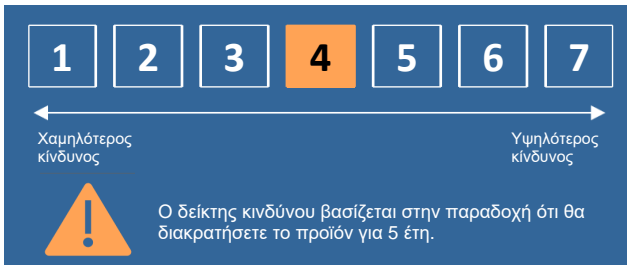 1 2 3 4 5 6 7
Χαμηλότερος Υψηλότερος
κίνδυνος κίνδυνος
Ο δείκτης κινδύνου βασίζεται στην παραδοχή ότι θα
διακρατήσετε το προϊόν για 5 έτη.